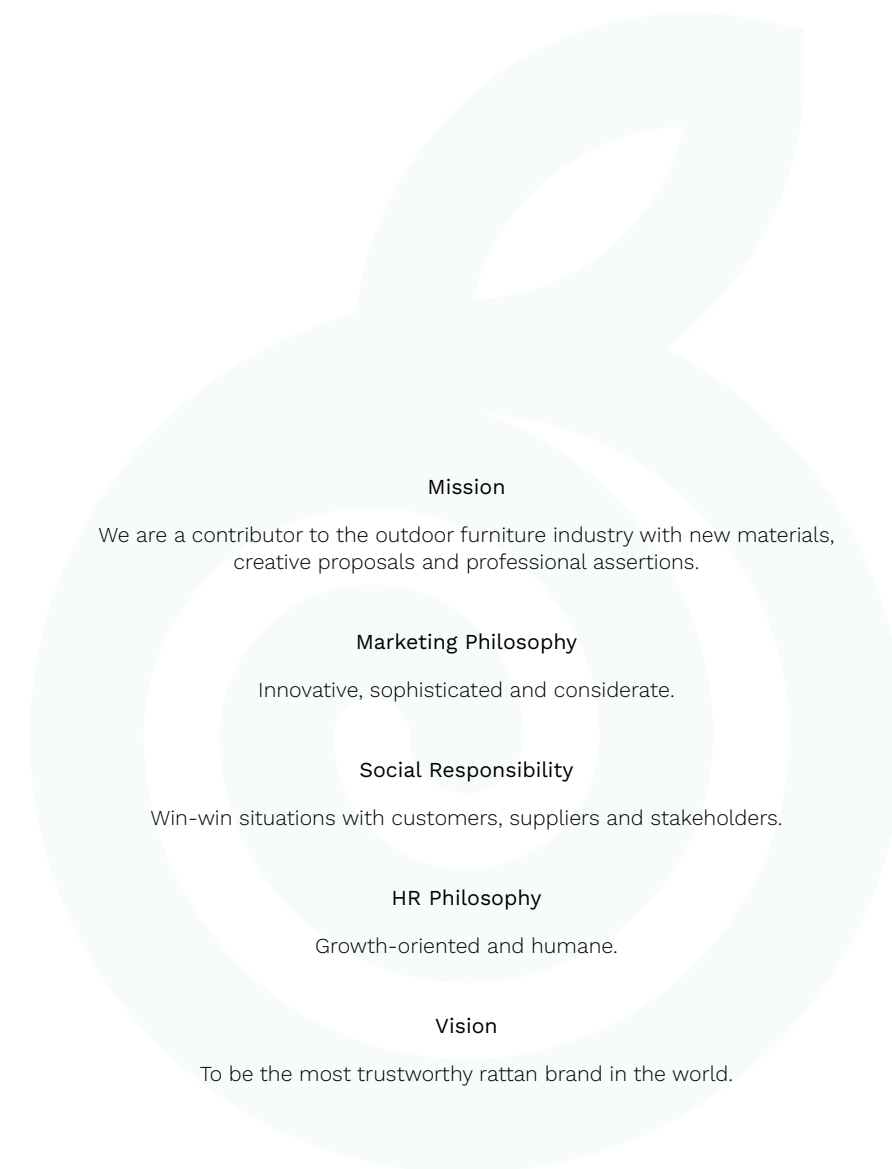 Mission
We are a contributor to the outdoor furniture industry with new materials,
creative proposals and professional assertions.
Marketing Philosophy
Innovative, sophisticated and considerate.
Social Responsibility
Win-win situations with customers, suppliers and stakeholders.
HR Philosophy
Growth-oriented and humane.
Vision
To be the most trustworthy rattan brand in the world.